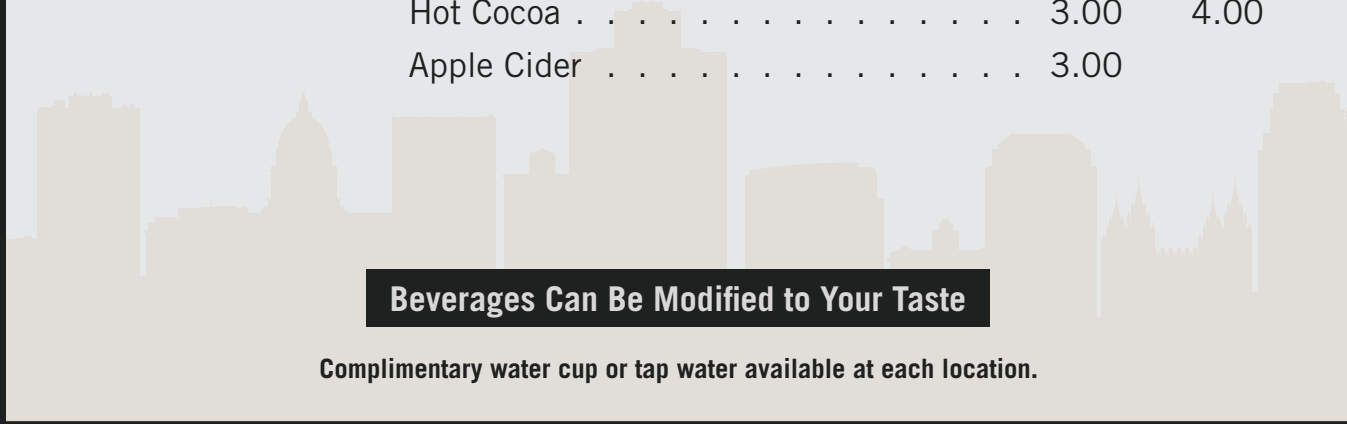 Hot Cocoa . . . . . . . . . . . . . . . 3.00 4.00
Apple Cider . . . . . . . . . . . . . . 3.00
Beverages Can Be Modified to Your Taste
Complimentary water cup or tap water available at each location.